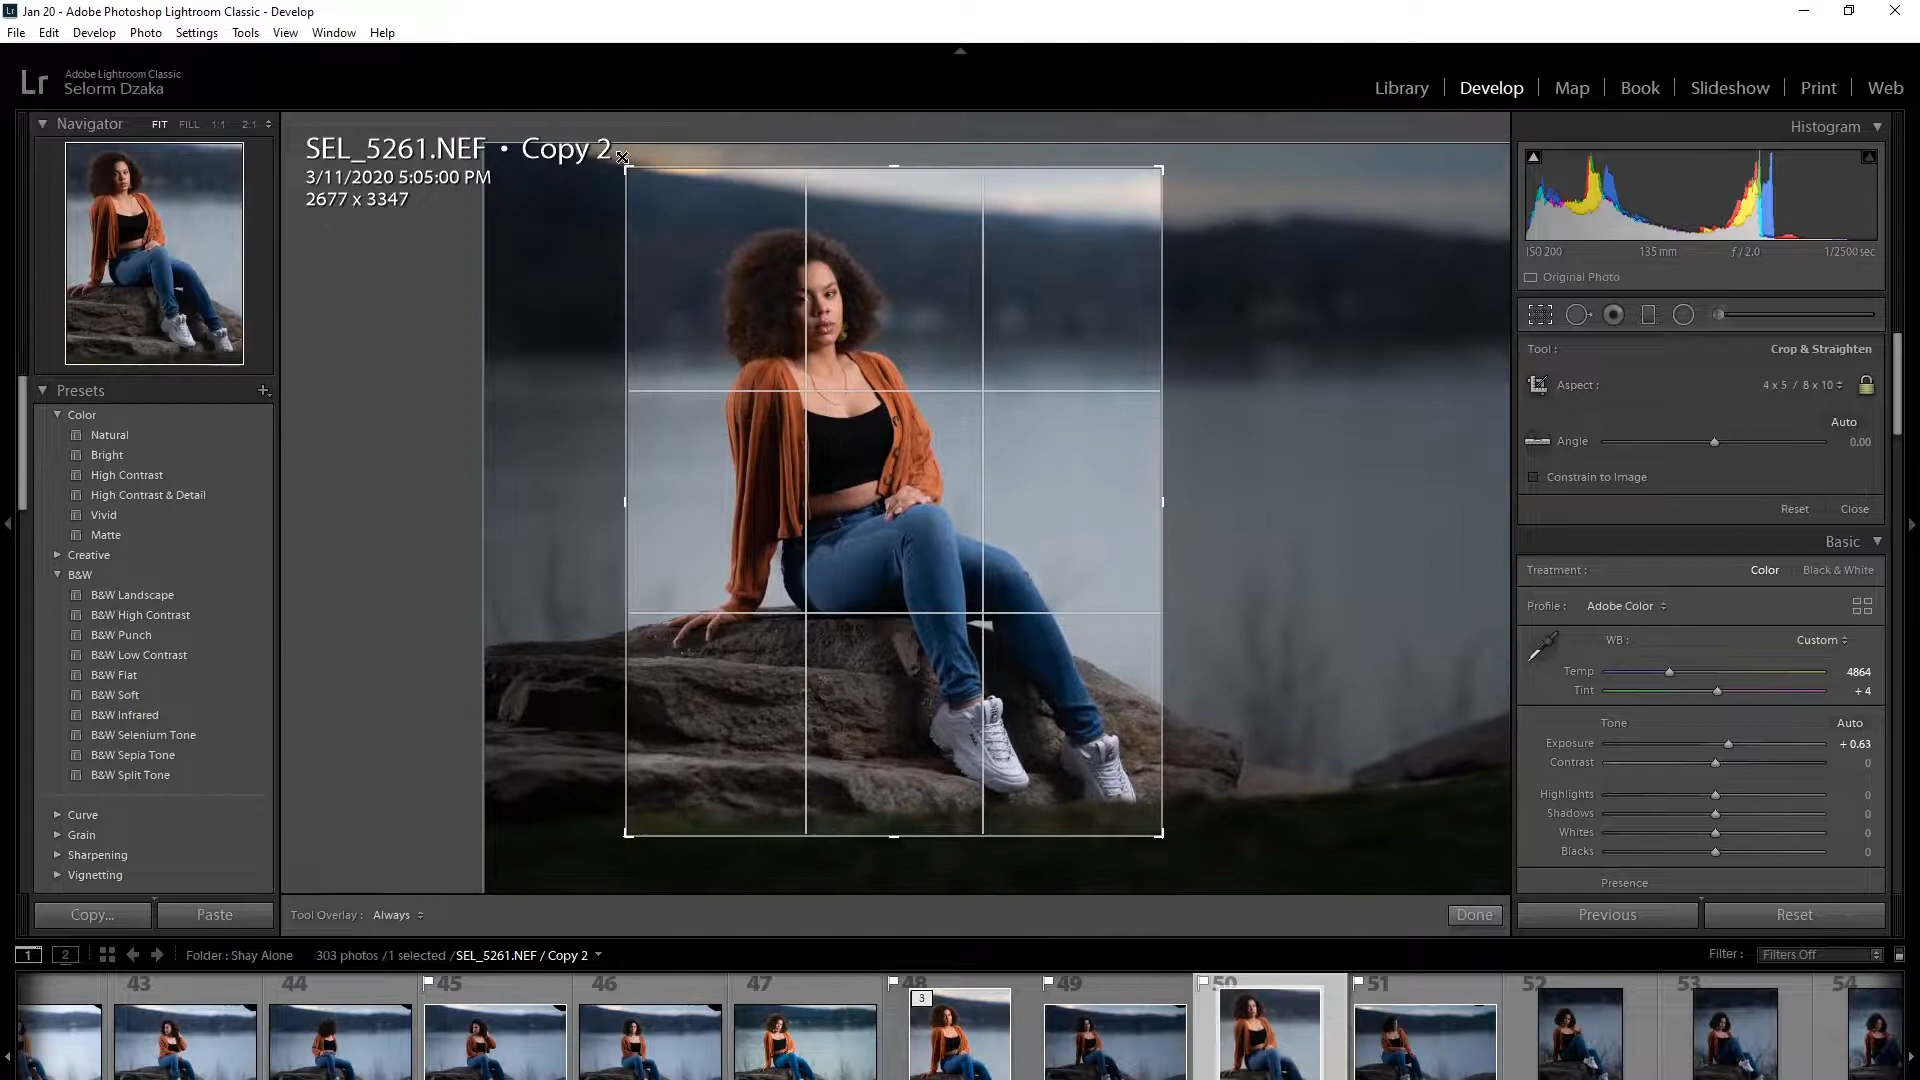 Jan 20 - Adobe Photoshop Lightroom Classic - Develop
File Edit Develop Photo Settings Tools View Window Help
Lr
Adobe Lightroom Classic
Selorm Dzaka
Library Develop Map Book Slideshow Print Web
Navigator FIT FILL 1:1 2:1
SEL_5261.NEF • Copy 2
3/11/2020 5:05:00 PM
2677 x 3347
Presets
Color
Natural
Bright
High Contrast
High Contrast & Detail
Vivid
Matte
Creative
B&W
B&W Landscape
B&W High Contrast
B&W Punch
B&W Low Contrast
B&W Flat
B&W Soft
B&W Infrared
B&W Selenium Tone
B&W Sepia Tone
B&W Split Tone
Curve
Grain
Sharpening
Vignetting
Copy... Paste
Tool Overlay : Always Done
Histogram
ISO 200 135 mm f / 2.0 1/2500 sec
Original Photo
Tool : Crop & Straighten
Aspect : 4 x 5 / 8 x 10
Auto
Angle 0.00
Constrain to Image
Reset Close
Basic
Treatment : Color Black & White
Profile : Adobe Color
WB : Custom
Temp 4864
Tint + 4
Tone Auto
Exposure + 0.63
Contrast 0
Highlights 0
Shadows 0
Whites 0
Blacks 0
Presence
Previous Reset
1 2 Folder : Shay Alone 303 photos / 1 selected / SEL_5261.NEF / Copy 2 Filter : Filters Off
43 44 45 46 47 48 49 50 51 52 53 54
3